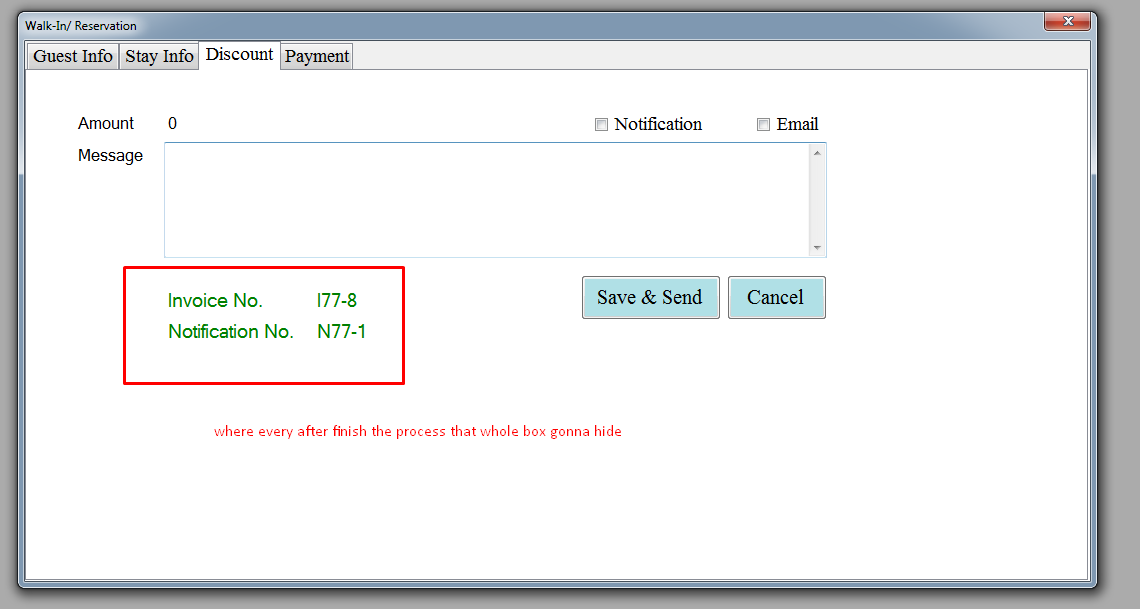 Walk-In/ Reservation
Guest Info Stay Info Discount Payment
Amount 0 Notification Email
Message
Save & Send Cancel
Invoice No. I77-8
Notification No. N77-1
where every after finish the process that whole box gonna hide